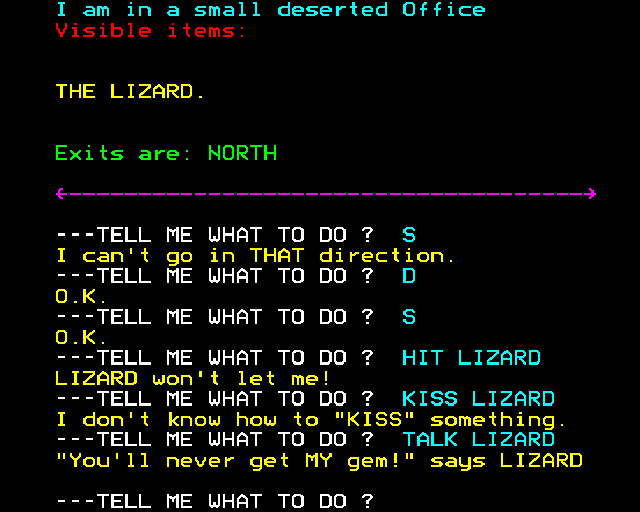 I am in a small deserted Office
Visible items:
THE LIZARD.
Exits are: NORTH
<-------------------------------------->
---TELL ME WHAT TO DO ?  S
I can't go in THAT direction.
---TELL ME WHAT TO DO ?  D
O.K.
---TELL ME WHAT TO DO ?  S
O.K.
---TELL ME WHAT TO DO ?  HIT LIZARD
LIZARD won't let me!
---TELL ME WHAT TO DO ?  KISS LIZARD
I don't know how to "KISS" something.
---TELL ME WHAT TO DO ?  TALK LIZARD
"You'll never get MY gem!" says LIZARD
---TELL ME WHAT TO DO ?